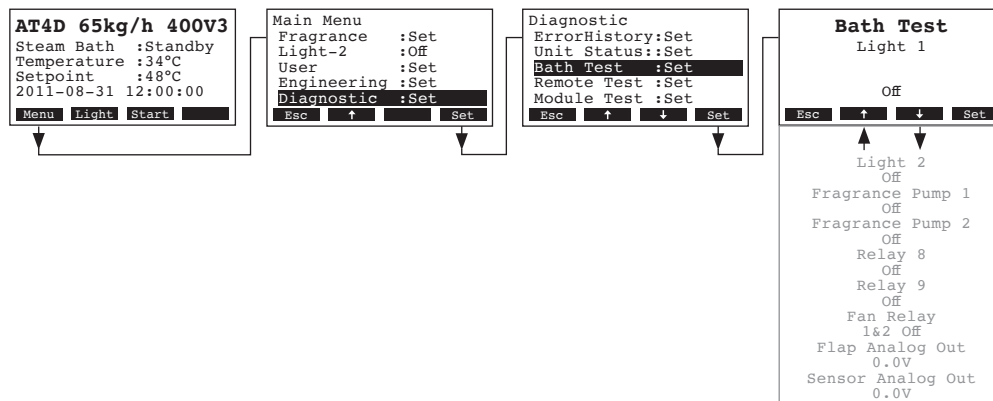 AT4D 65kg/h 400V3
Steam Bath :Standby
Temperature :34°C
Setpoint :48°C
2011-08-31 12:00:00
Menu Light Start
Main Menu
Fragrance :Set
Light-2 :Off
User :Set
Engineering :Set
Diagnostic :Set
Esc ↑ Set
Diagnostic
ErrorHistory:Set
Unit Status::Set
Bath Test :Set
Remote Test :Set
Module Test :Set
Esc ↑ ↓ Set
Bath Test
Light 1
Off
Esc ↑ ↓ Set
Light 2
Off
Fragrance Pump 1
Off
Fragrance Pump 2
Off
Relay 8
Off
Relay 9
Off
Fan Relay
1&2 Off
Flap Analog Out
0.0V
Sensor Analog Out
0.0V